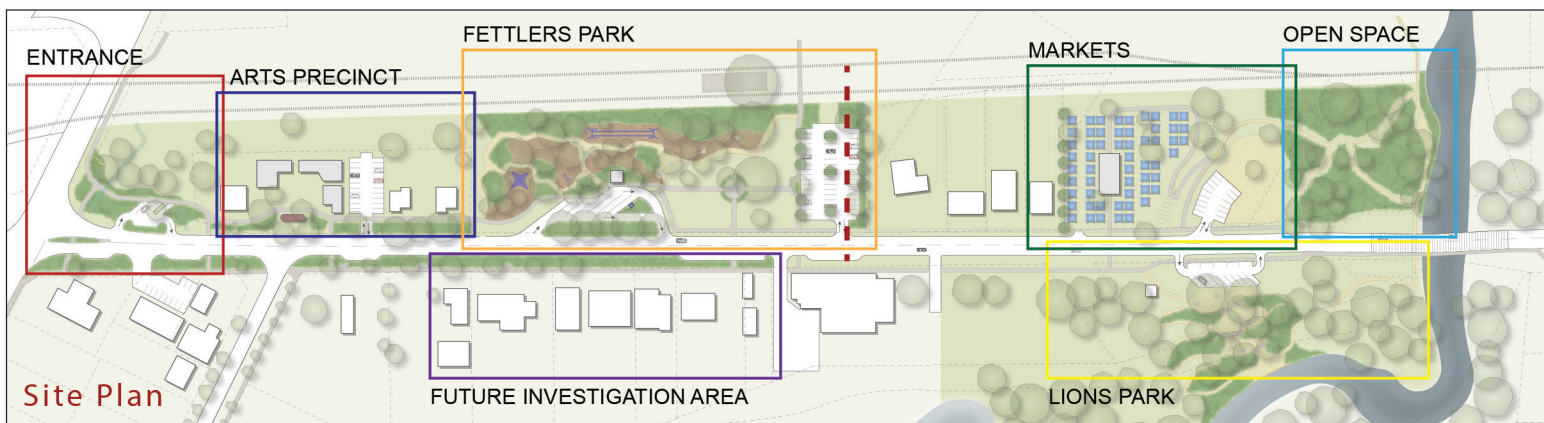 FETTLERS PARK
ENTRANCE
ARTS PRECINCT
MARKETS
OPEN SPACE
Site Plan
FUTURE INVESTIGATION AREA
LIONS PARK